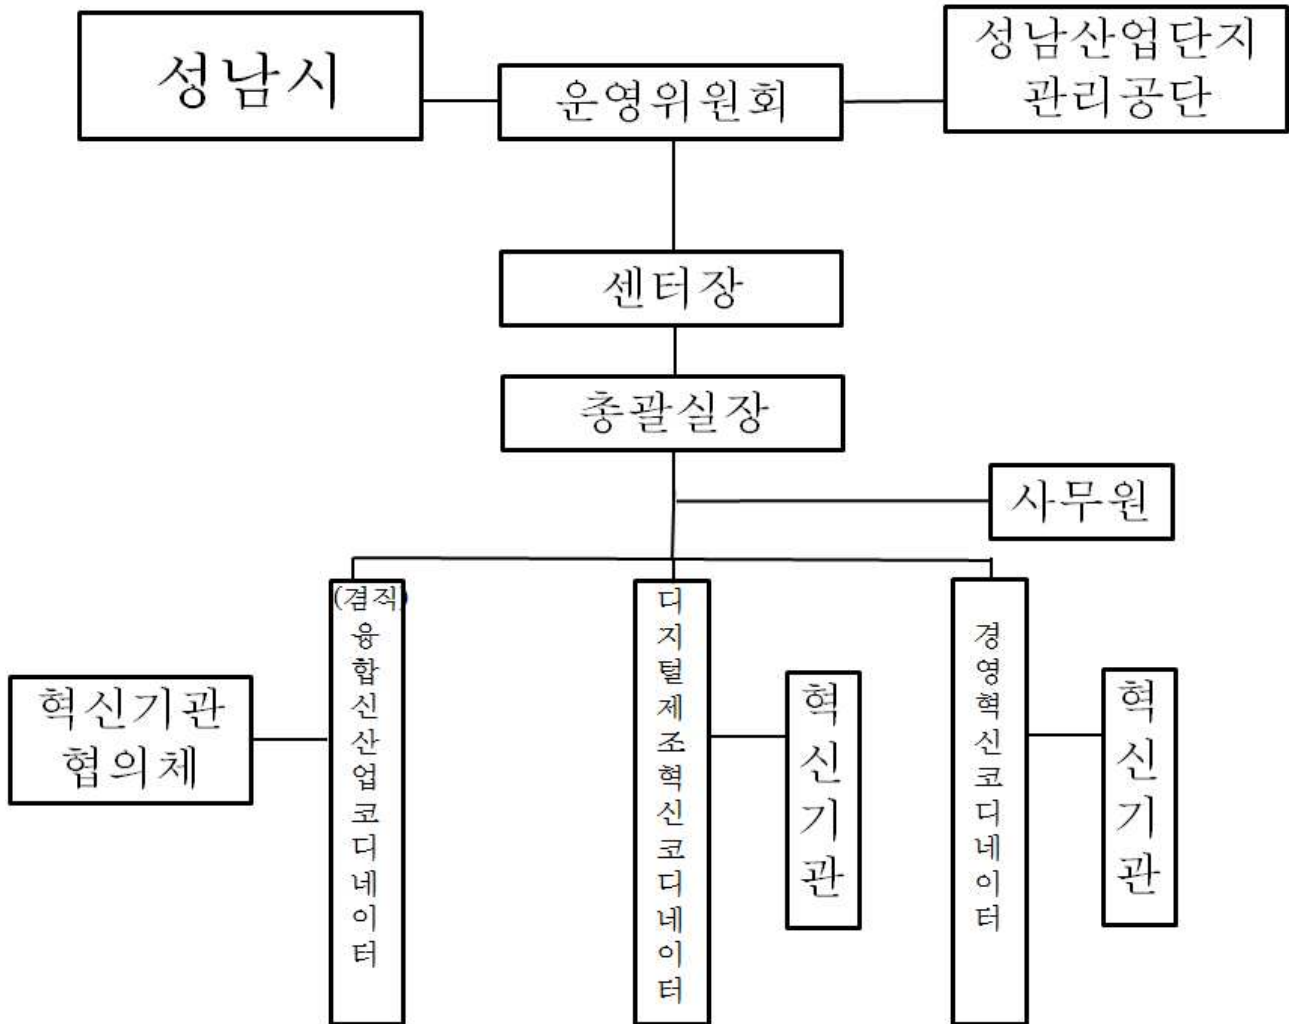 성남시
운영위원회
성남산업단지
관리공단
센터장
총괄실장
사무원
(겸직)
융합신산업코디네이터
디지털제조혁신코디네이터
경영혁신코디네이터
혁신기관
협의체
혁신기관
혁신기관